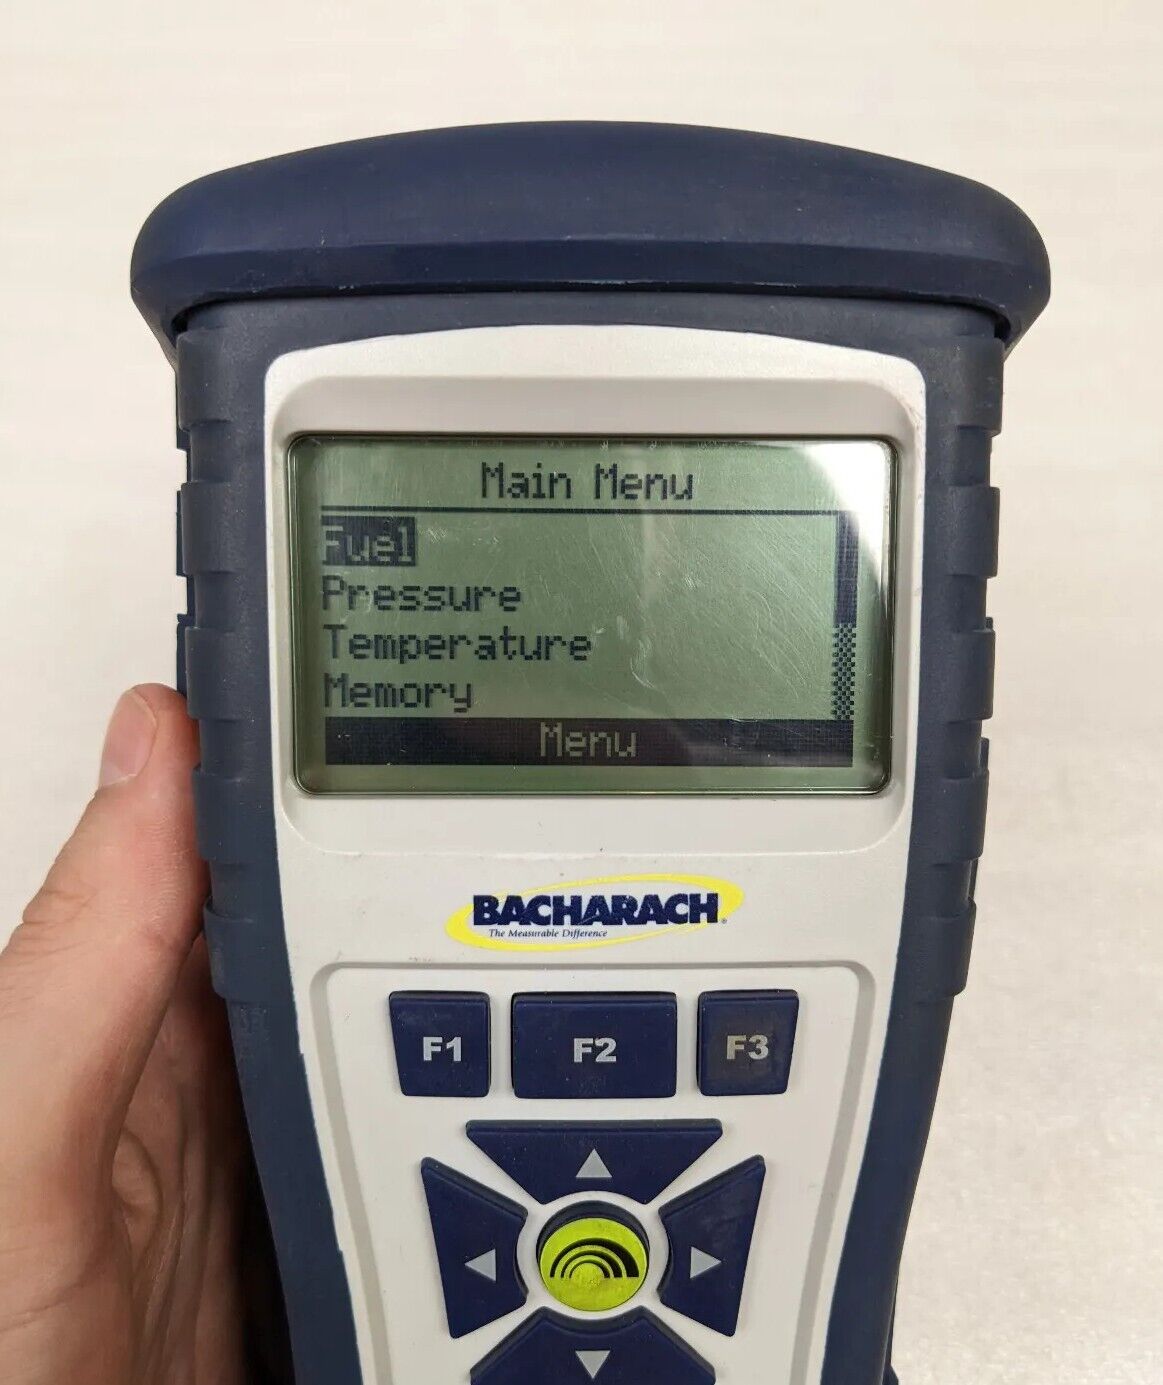 Main Menu
Fuel
Pressure
Temperature
Memory
Menu
BACHARACH®
The Measurable Difference
F1 F2 F3